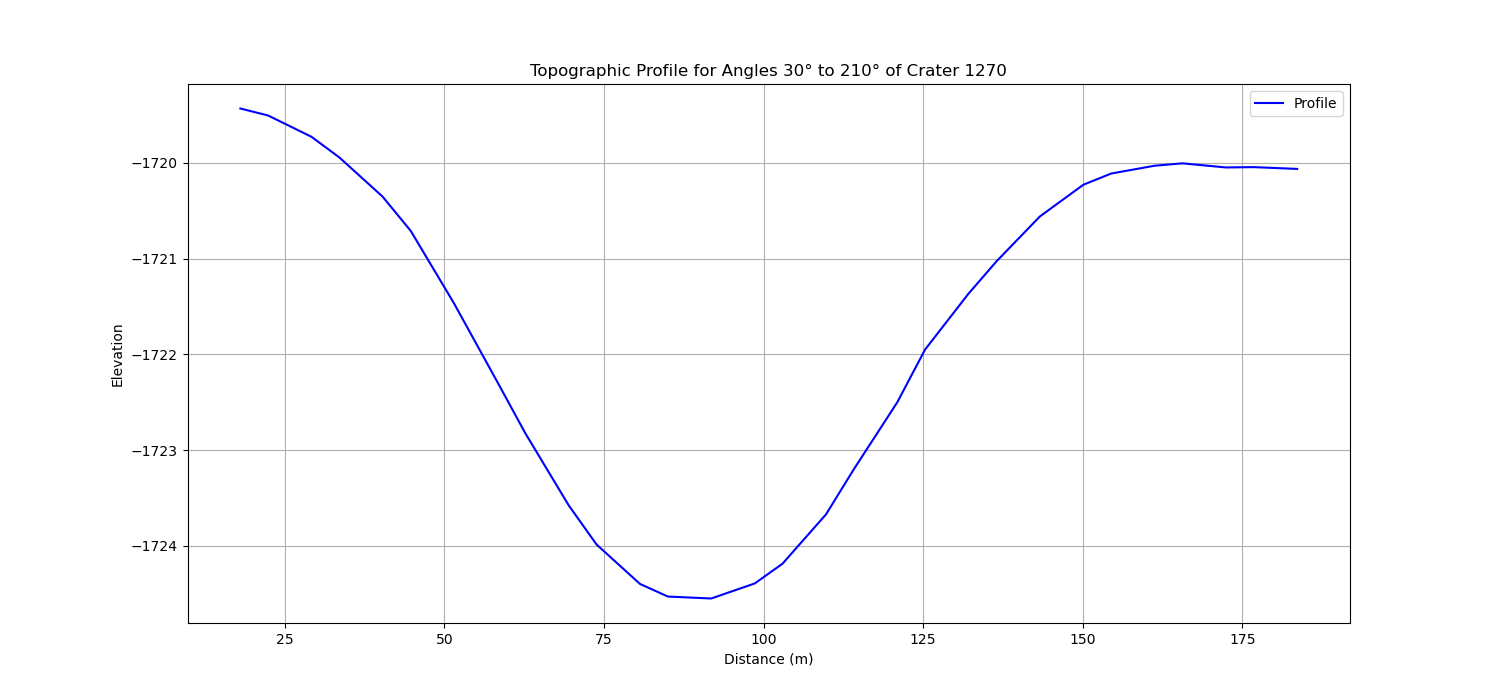 Topographic Profile for Angles 30° to 210° of Crater 1270
Profile
−1720
−1721
−1722
−1723
−1724
Elevation
25 50 75 100 125 150 175
Distance (m)